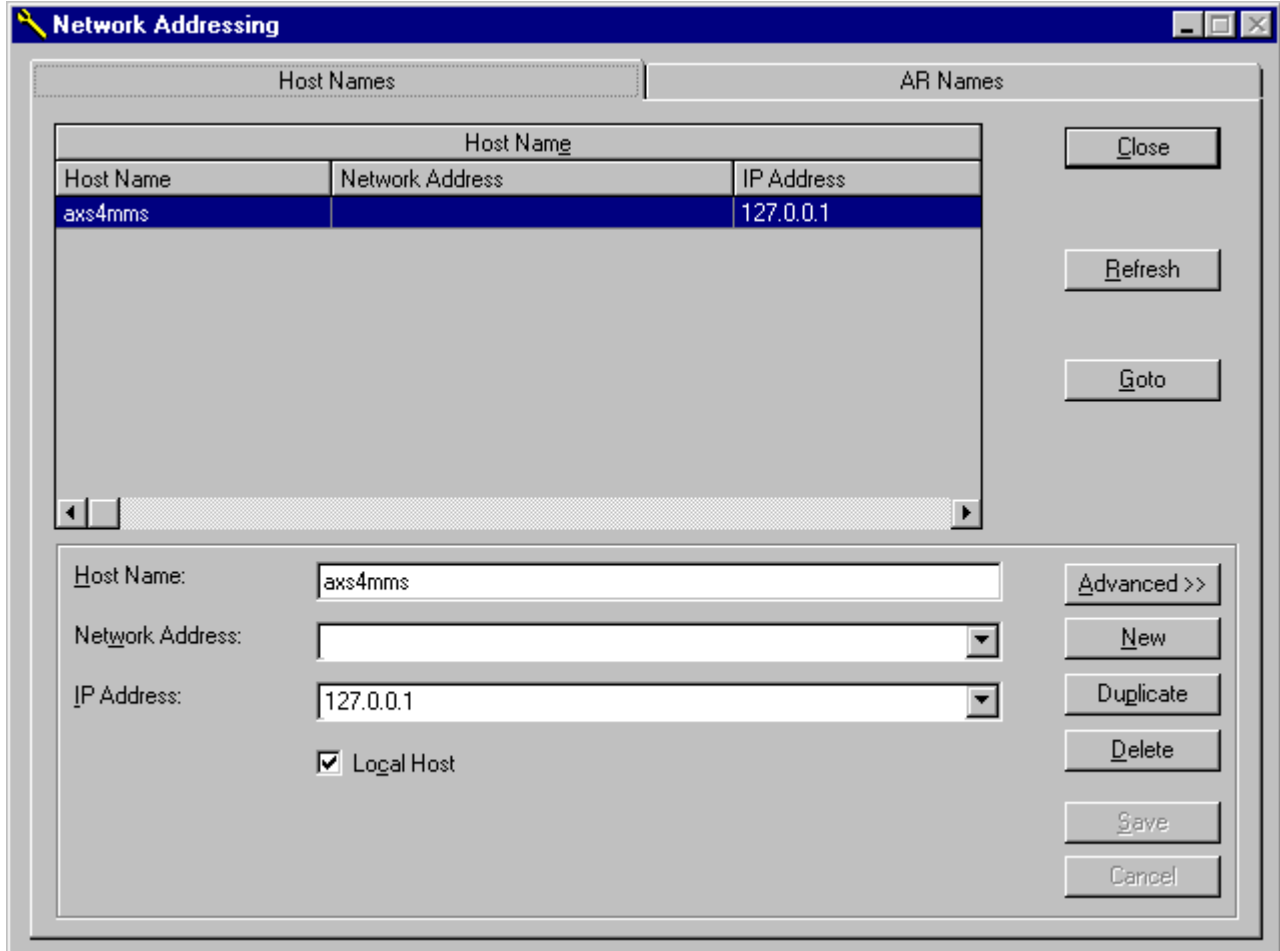 Network Addressing
Host Names AR Names
Host Name
Close
Host Name Network Address IP Address
axs4mms 127.0.0.1
Refresh
Goto
Host Name: axs4mms Advanced >>
Network Address: New
IP Address: 127.0.0.1 Duplicate
Local Host Delete
Save
Cancel